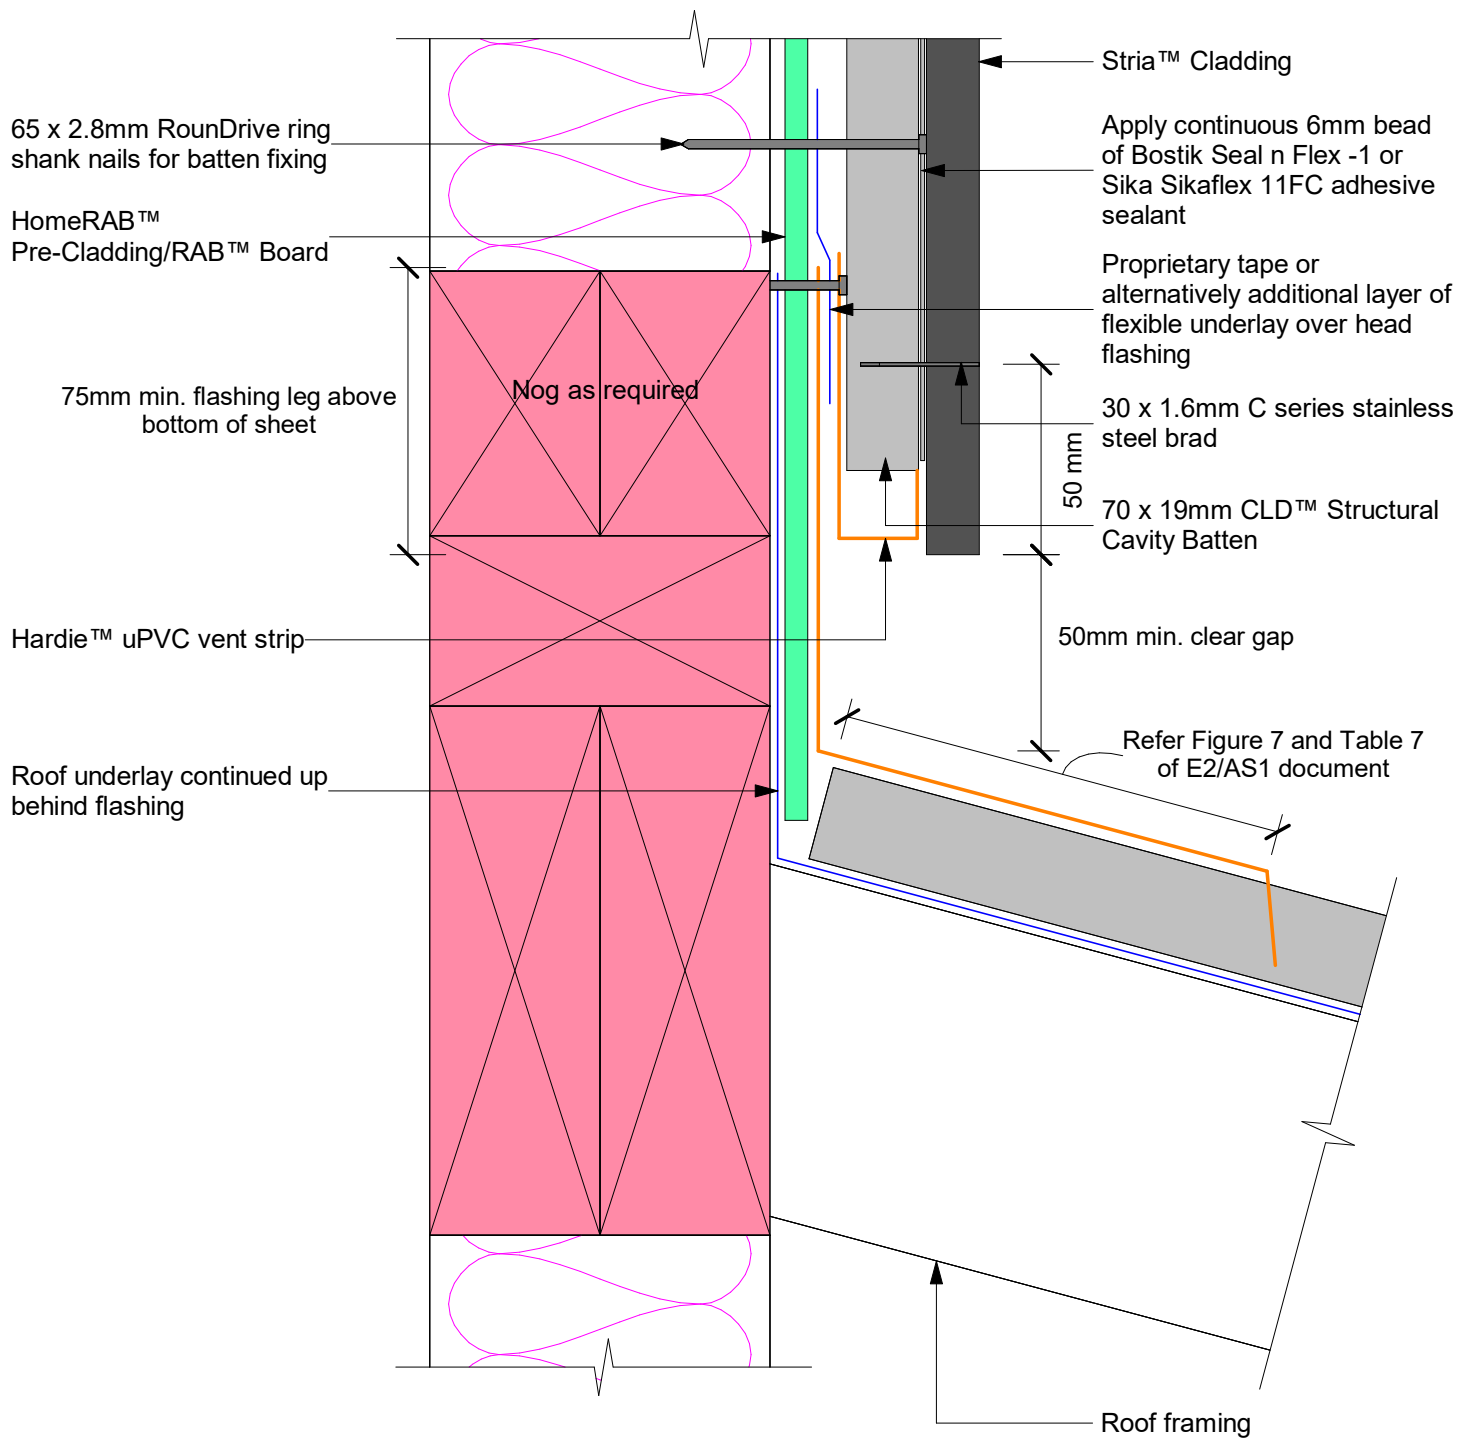 65 x 2.8mm RounDrive ring
shank nails for batten fixing
HomeRAB™
Pre-Cladding/RAB™ Board
75mm min. flashing leg above
bottom of sheet
Nog as required
Hardie™ uPVC vent strip
Roof underlay continued up
behind flashing
Stria™ Cladding
Apply continuous 6mm bead
of Bostik Seal n Flex -1 or
Sika Sikaflex 11FC adhesive
sealant
Proprietary tape or
alternatively additional layer of
flexible underlay over head
flashing
30 x 1.6mm C series stainless
steel brad
50 mm
70 x 19mm CLD™ Structural
Cavity Batten
50mm min. clear gap
Refer Figure 7 and Table 7
of E2/AS1 document
Roof framing